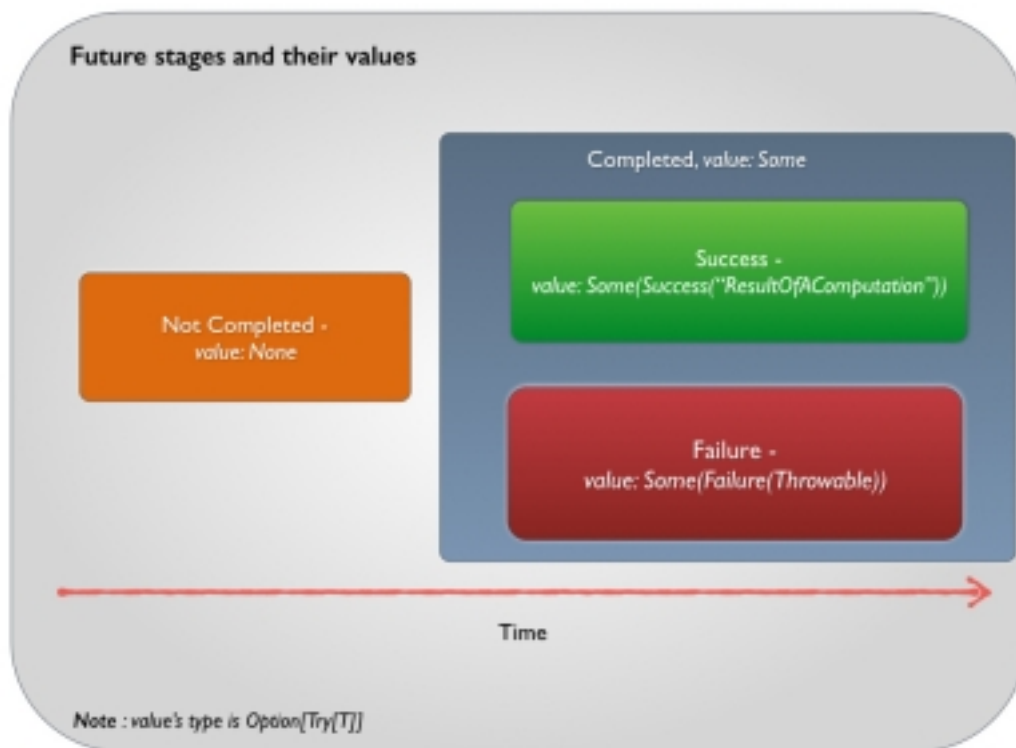 Future stages and their values
Completed, value: Some
Success -
value: Some(Success("ResultOfAComputation"))
Not Completed -
value: None
Failure -
value: Some(Failure(Throwable))
Time
Note : value's type is Option[Try[T]]